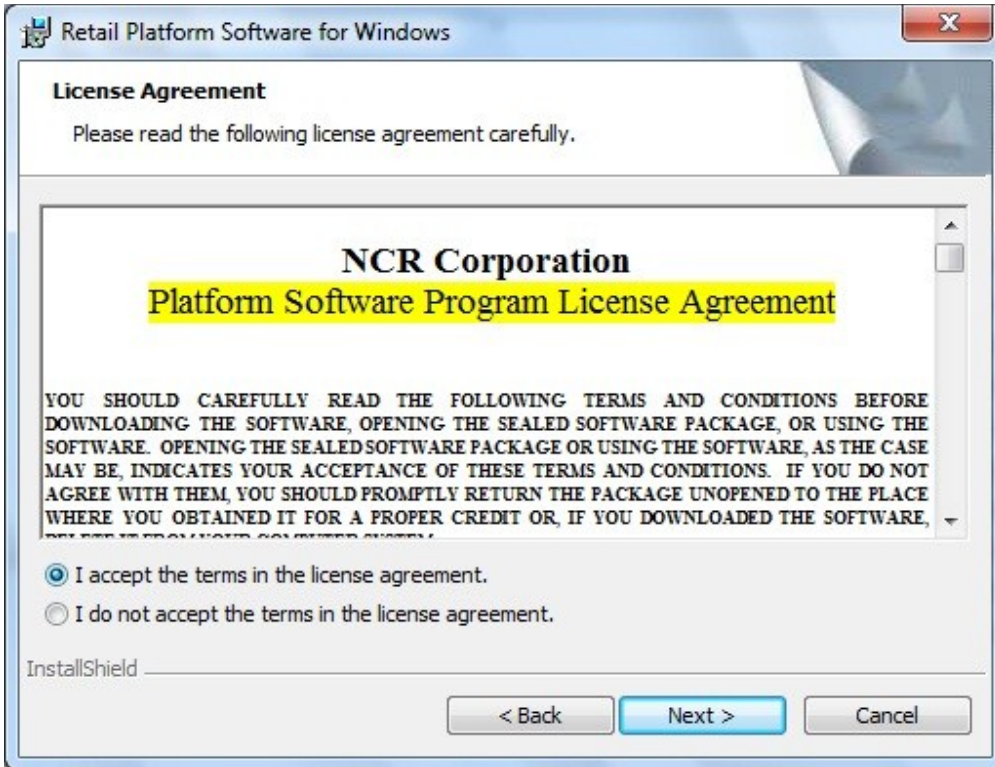 Retail Platform Software for Windows
License Agreement
Please read the following license agreement carefully.
NCR Corporation
Platform Software Program License Agreement
YOU SHOULD CAREFULLY READ THE FOLLOWING TERMS AND CONDITIONS BEFORE
DOWNLOADING THE SOFTWARE, OPENING THE SEALED SOFTWARE PACKAGE, OR USING THE
SOFTWARE. OPENING THE SEALED SOFTWARE PACKAGE OR USING THE SOFTWARE, AS THE CASE
MAY BE, INDICATES YOUR ACCEPTANCE OF THESE TERMS AND CONDITIONS. IF YOU DO NOT
AGREE WITH THEM, YOU SHOULD PROMPTLY RETURN THE PACKAGE UNOPENED TO THE PLACE
WHERE YOU OBTAINED IT FOR A PROPER CREDIT OR, IF YOU DOWNLOADED THE SOFTWARE,
DELETE IT FROM YOUR COMPUTER SYSTEM
I accept the terms in the license agreement.
I do not accept the terms in the license agreement.
InstallShield
< Back
Next >
Cancel